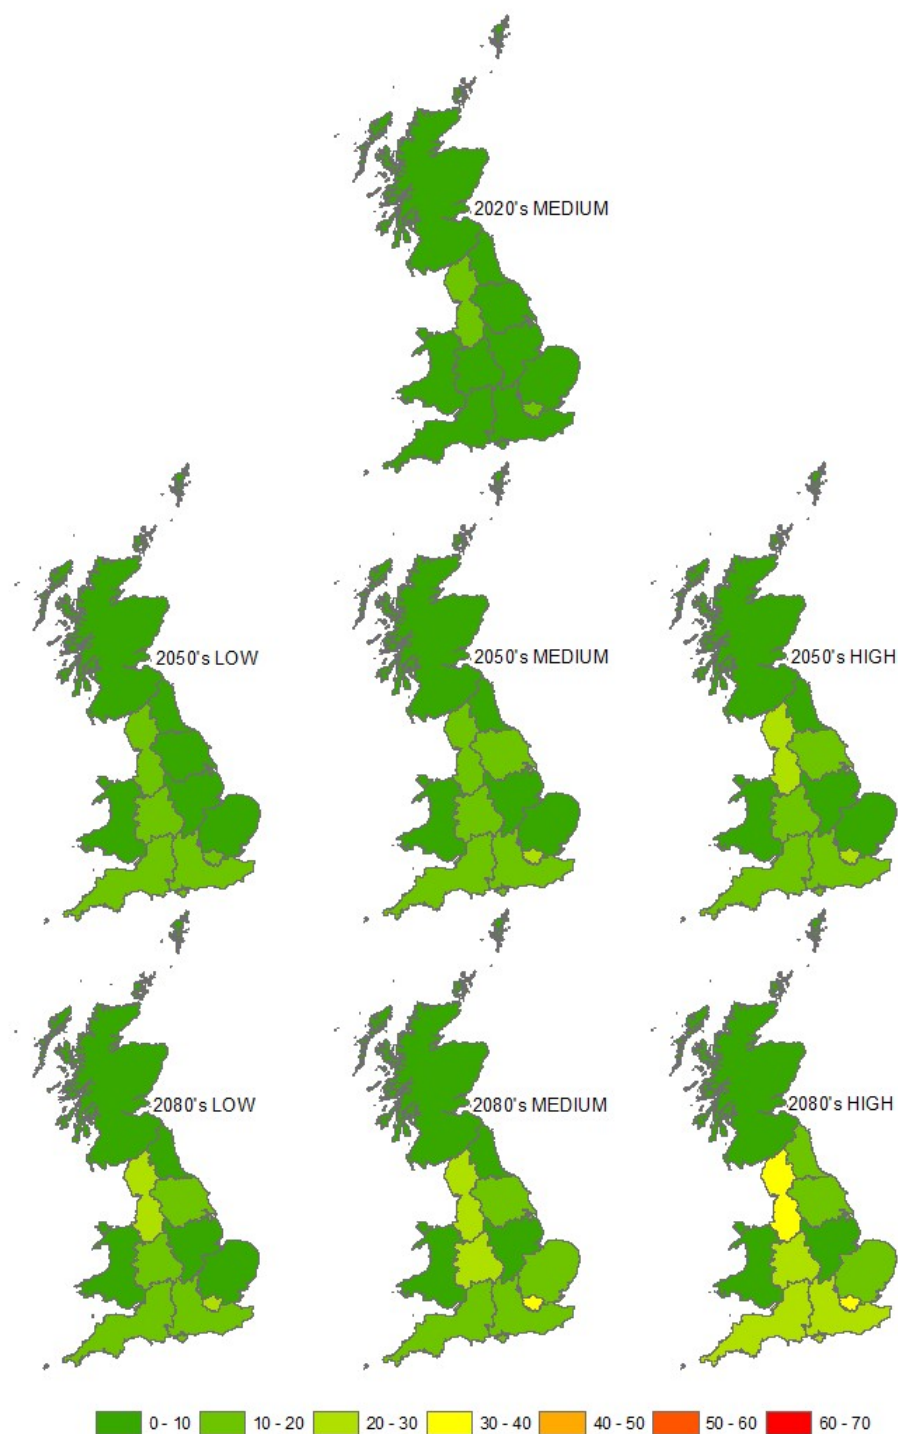 2020's MEDIUM
2050's LOW
2050's MEDIUM
2050's HIGH
2080's LOW
2080's MEDIUM
2080's HIGH
0 - 10 10 - 20 20 - 30 30 - 40 40 - 50 50 - 60 60 - 70